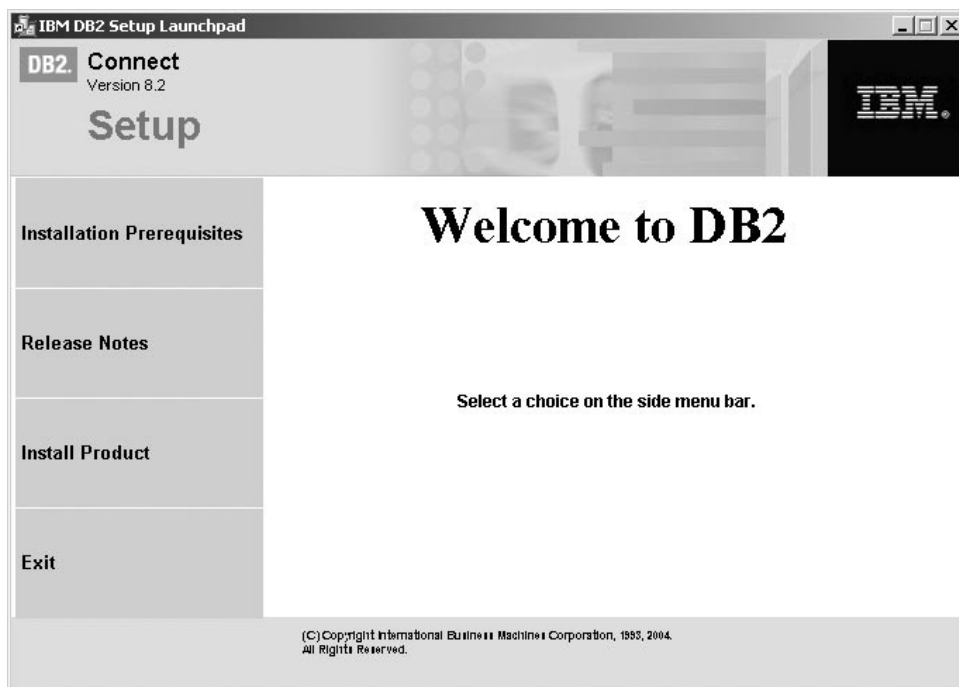 IBM DB2 Setup Launchpad
DB2. Connect
Version 8.2
Setup
IBM.
Installation Prerequisites
Release Notes
Install Product
Exit
Welcome to DB2
Select a choice on the side menu bar.
(C) Copyright International Business Machines Corporation, 1993, 2004.
All Rights Reserved.